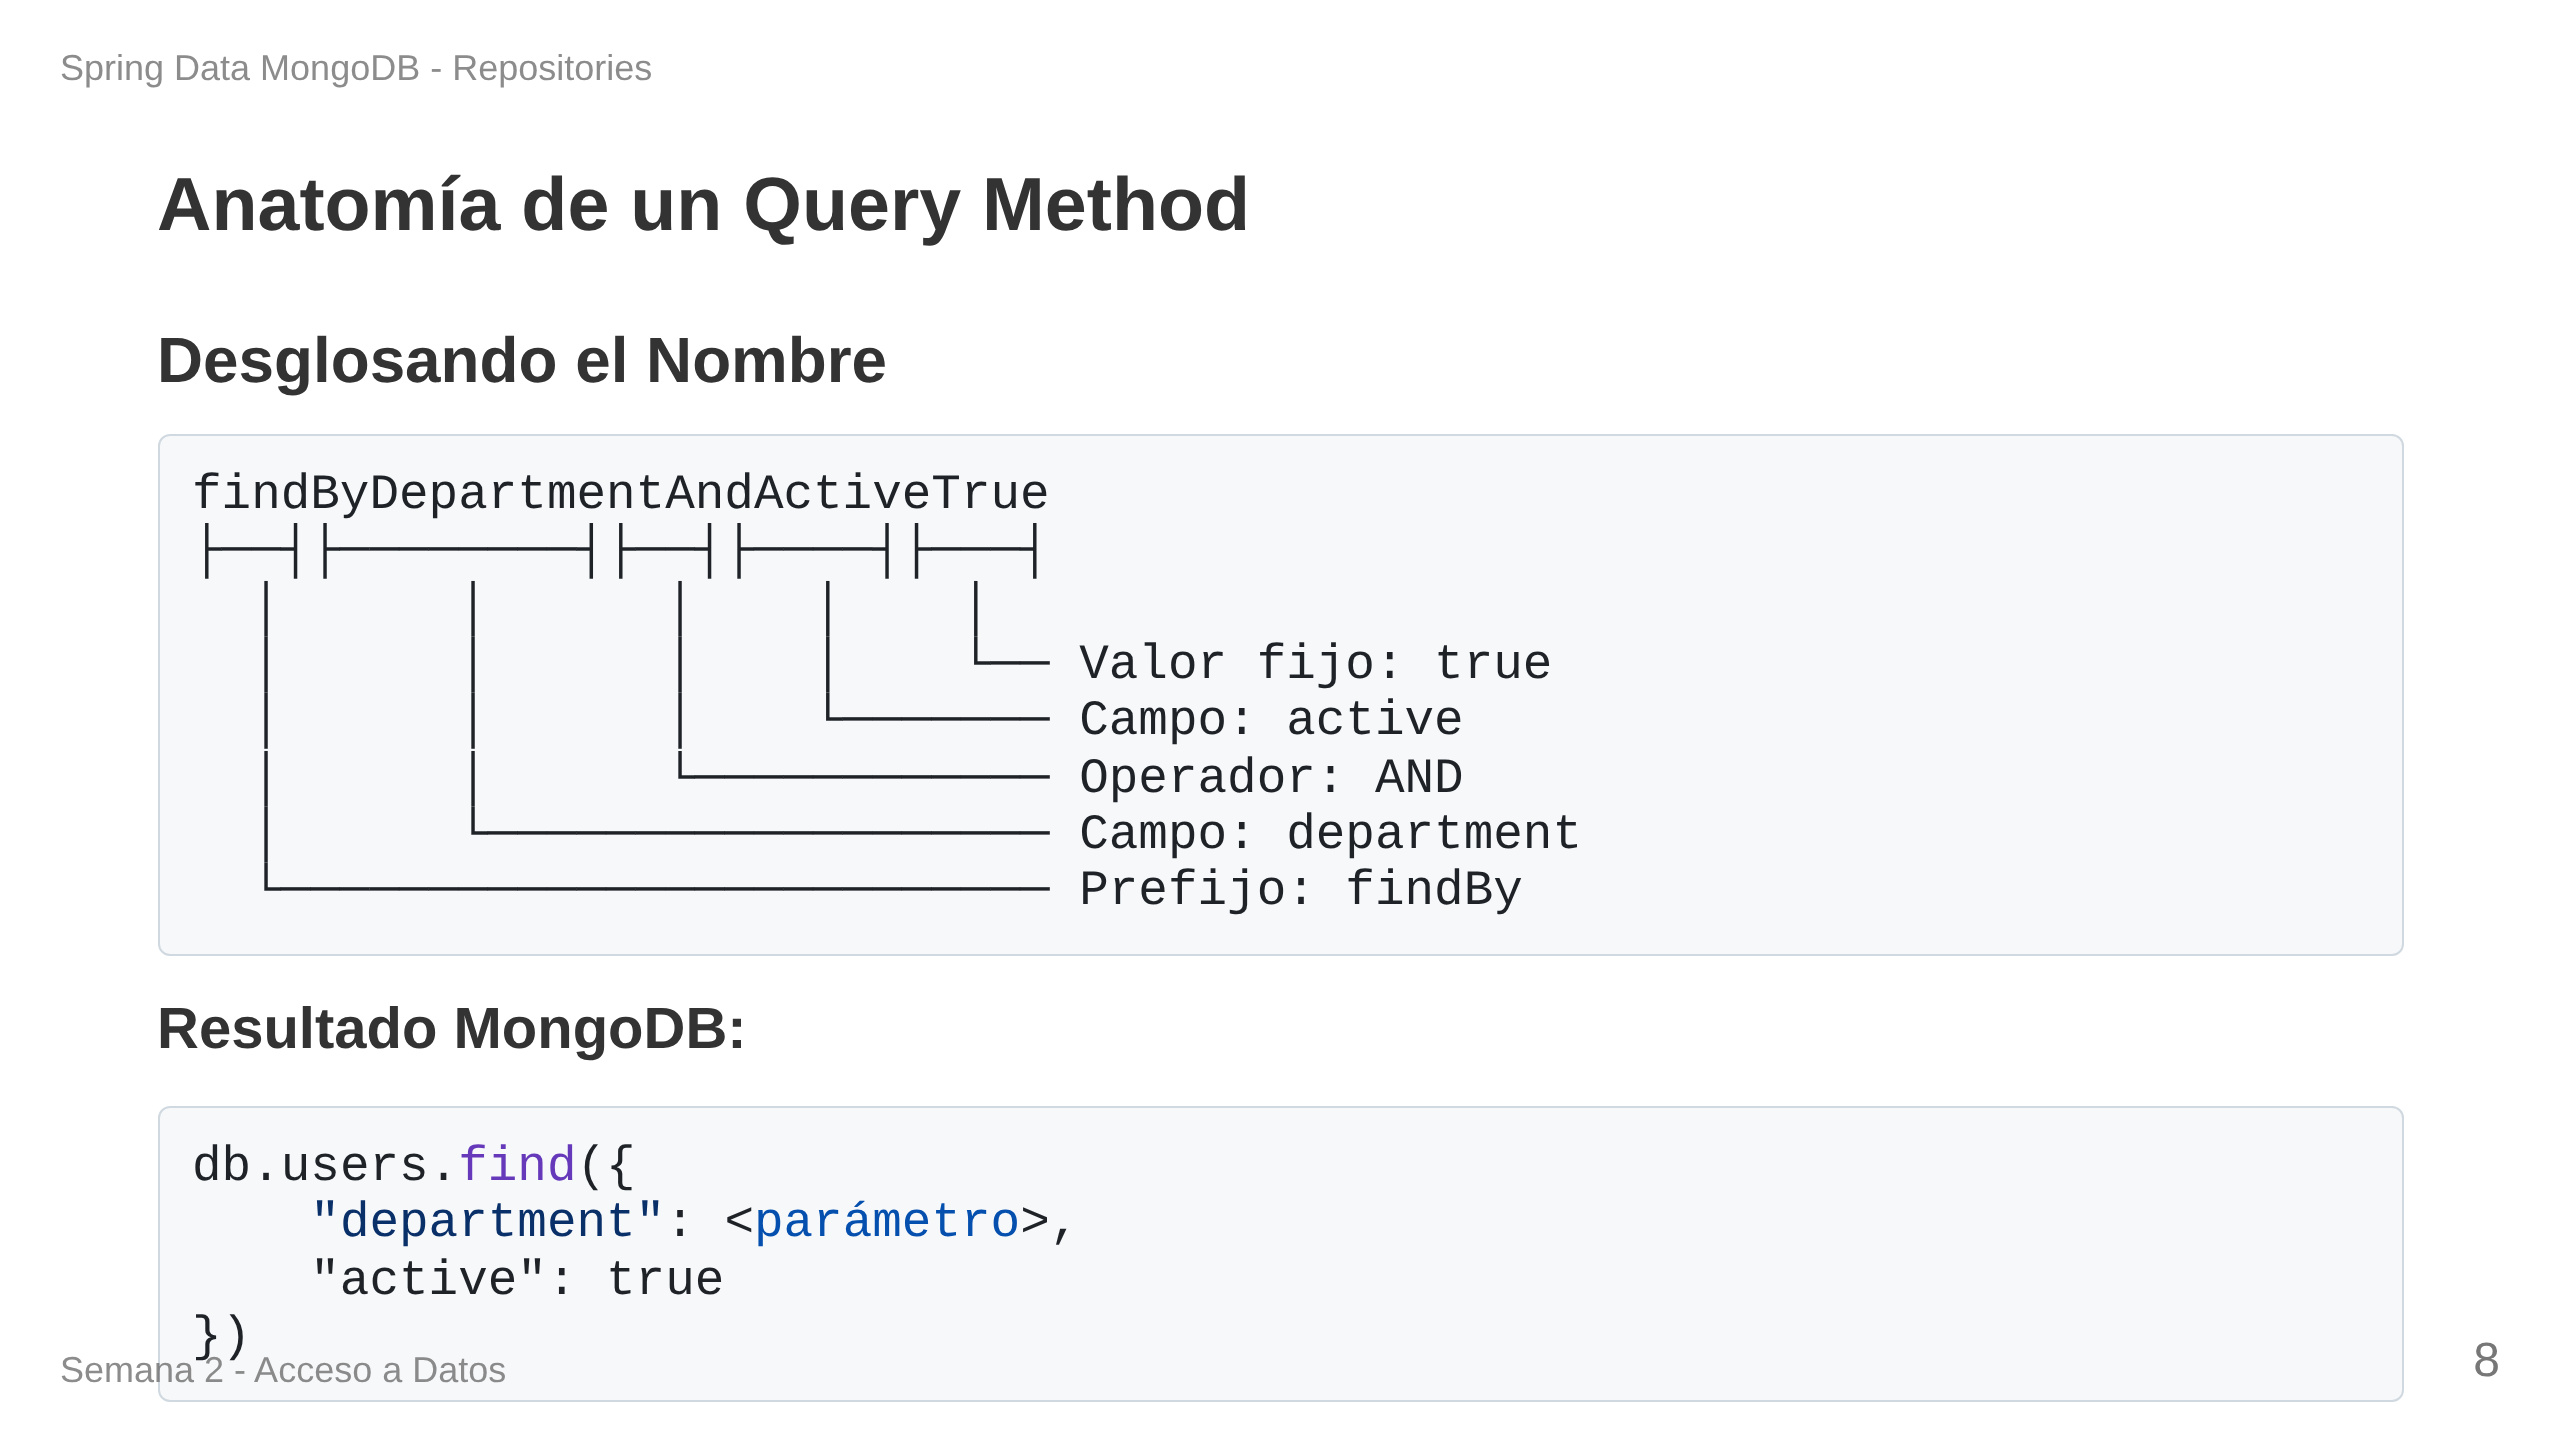 Spring Data MongoDB - Repositories
Anatomía de un Query Method
Desglosando el Nombre
findByDepartmentAndActiveTrue
Valor fijo: true
Campo: active
Operador: AND
Campo: department
Prefijo: findBy
Resultado MongoDB:
db.users.find({
    "department": <parámetro>,
    "active": true
})
Semana 2 - Acceso a Datos
8